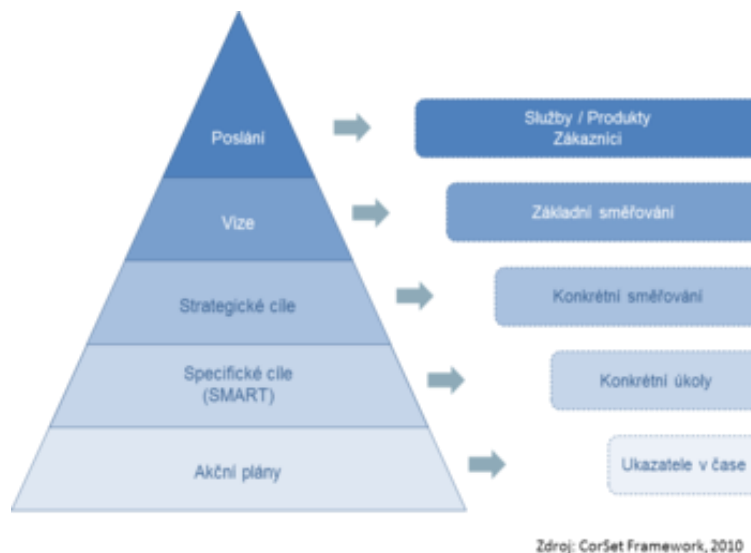 Poslání
Služby / Produkty
Zákazníci
Vize
Základní směřování
Strategické cíle
Konkrétní směřování
Specifické cíle
(SMART)
Konkrétní úkoly
Akční plány
Ukazatele v čase
Zdroj: CorSet Framework, 2010